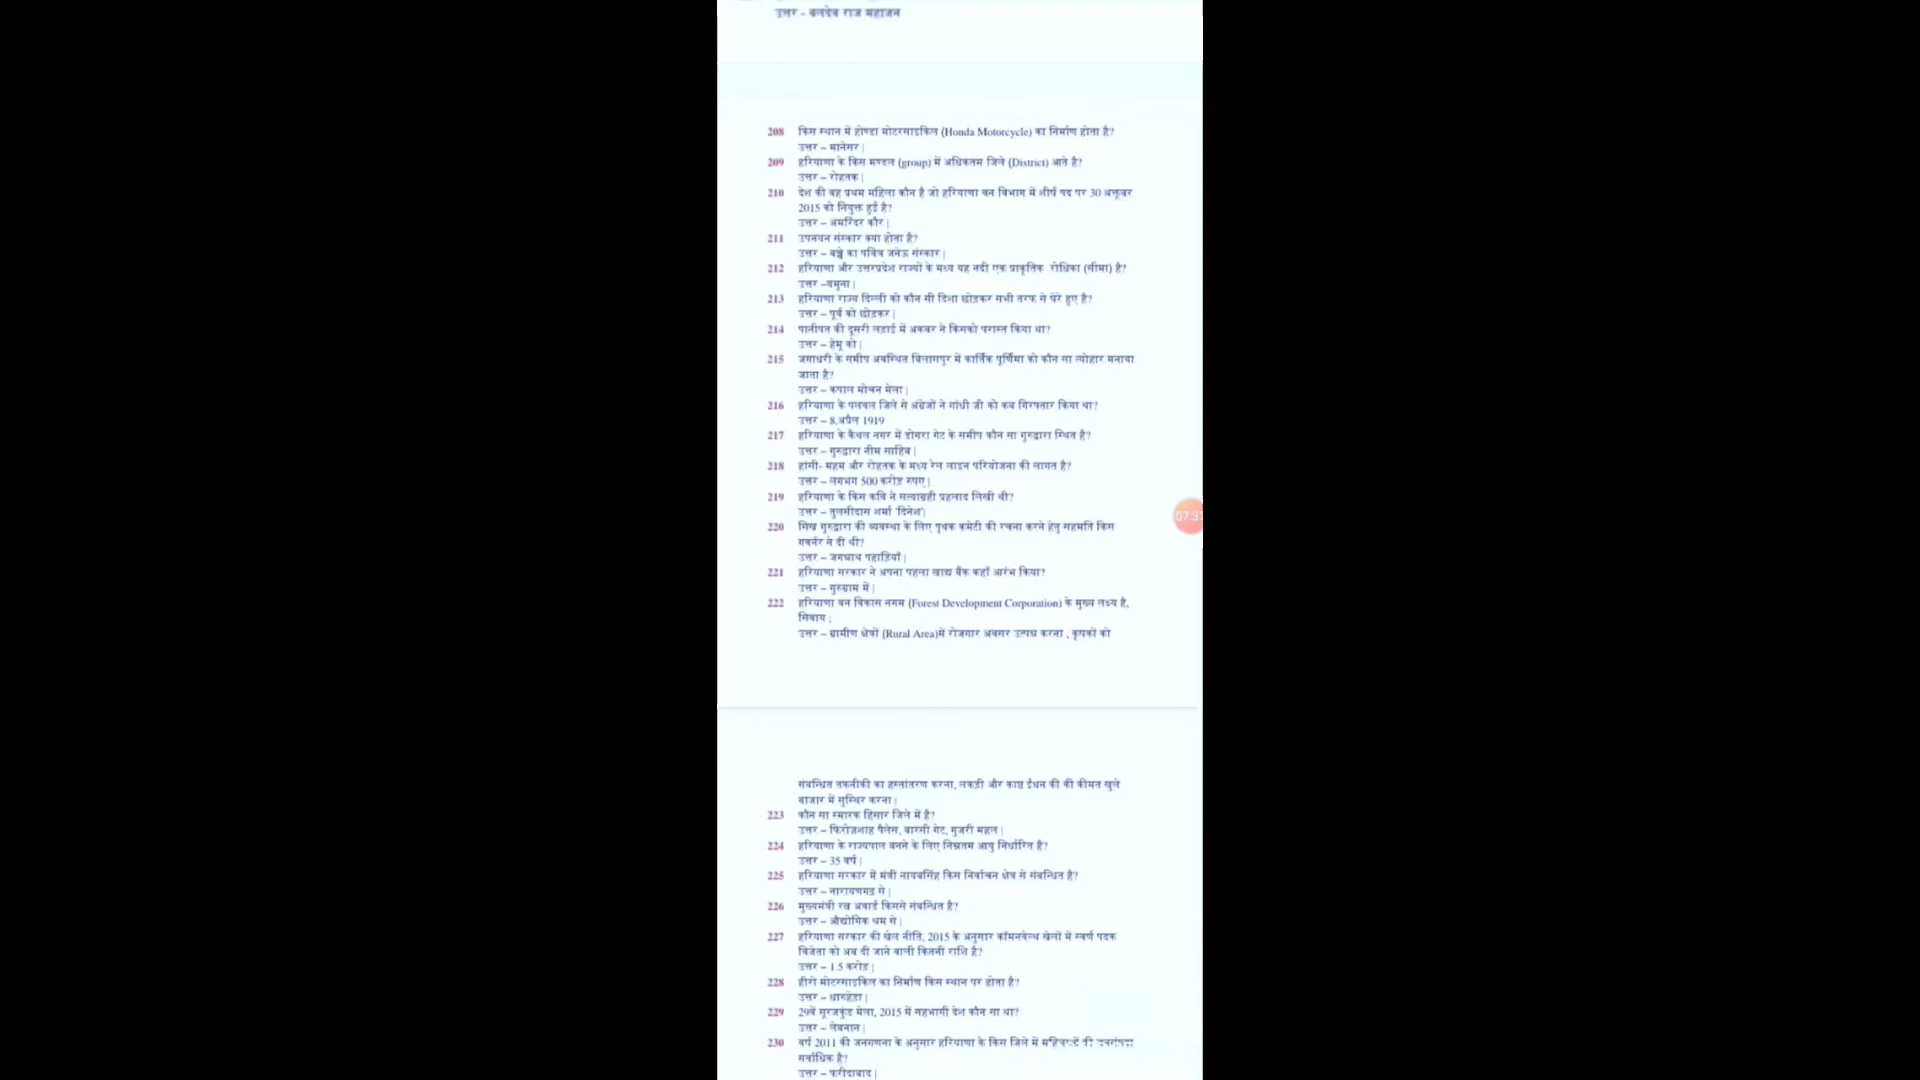 उत्तर - बलदेव राज महाजन
208 किस स्थान में होण्डा मोटरसाइकिल (Honda Motorcycle) का निर्माण होता है?
उत्तर – मानेसर |
209 हरियाणा के किस मण्डल (group) में अधिकतम जिले (District) आते है?
उत्तर – रोहतक |
210 देश की वह प्रथम महिला कौन है जो हरियाणा वन विभाग में शीर्ष पद पर 30 अक्तूबर
2015 को नियुक्त हुई है?
उत्तर – अमरिंदर कौर |
211 उपनयन संस्कार क्या होता है?
उत्तर – बच्चे का पवित्र जनेऊ संस्कार |
212 हरियाणा और उत्तरप्रदेश राज्यों के मध्य यह नदी एक प्राकृतिक रोधिका (सीमा) है?
उत्तर –यमुना |
213 हरियाणा राज्य दिल्ली को कौन सी दिशा छोड़कर सभी तरफ से घेरे हुए है?
उत्तर – पूर्व को छोड़कर |
214 पानीपत की दूसरी लड़ाई में अकबर ने किसको परास्त किया था?
उत्तर – हेमू को |
215 जगाधरी के समीप अवस्थित बिलासपुर में कार्तिक पूर्णिमा को कौन सा त्योहार मनाया
जाता है?
उत्तर – कपाल मोचन मेला |
216 हरियाणा के पलवल जिले से अंग्रेजों ने गांधी जी को कब गिरफ्तार किया था?
उत्तर – 8,अप्रैल 1919
217 हरियाणा के कैथल नगर में डोगरा गेट के समीप कौन सा गुरुद्वारा स्थित है?
उत्तर – गुरुद्वारा नीम साहिब |
218 हांसी- महम और रोहतक के मध्य रेल लाइन परियोजना की लागत है?
उत्तर – लगभग 500 करोड़ रुपए |
219 हरियाणा के किस कवि ने सत्याग्रही प्रहलाद लिखी थी?
उत्तर – तुलसीदास शर्मा 'दिनेश'|
220 सिख गुरुद्वारा की व्यवस्था के लिए पृथक कमेटी की रचना करने हेतु सहमति किस
गवर्नर ने दी थी?
उत्तर – जगन्नाथ पहाड़ियाँ |
221 हरियाणा सरकार ने अपना पहला खाद्य बैंक कहाँ आरंभ किया?
उत्तर – गुरुग्राम में |
222 हरियाणा वन विकास नगम (Forest Development Corporation) के मुख्य लक्ष्य है,
सिवाय ;
उत्तर – ग्रामीण क्षेत्रों (Rural Area)में रोजगार अवसर उत्पन्न करना , कृषकों को
07:37
संबन्धित तकनीकी का हस्तांतरण करना, लकड़ी और काष्ठ ईंधन की की कीमत खुले
बाजार में सुस्थिर करना |
223 कौन सा स्मारक हिसार जिले में है?
उत्तर – फिरोज़शाह पैलेस, बारसी गेट, गुजरी महल |
224 हरियाणा के राज्यपाल बनने के लिए निम्नतम आयु निर्धारित है?
उत्तर – 35 वर्ष |
225 हरियाणा सरकार में मंत्री नायबसिंह किस निर्वाचन क्षेत्र से संबन्धित है?
उत्तर – नारायणगढ़ से |
226 मुख्यमंत्री रत्न अवार्ड किससे संबन्धित है?
उत्तर – औद्योगिक श्रम से |
227 हरियाणा सरकार की खेल नीति, 2015 के अनुसार कॉमनवेल्थ खेलों में स्वर्ण पदक
विजेता को अब दी जाने वाली कितनी राशि है?
उत्तर – 1.5 करोड़ |
228 हीरो मोटरसाइकिल का निर्माण किस स्थान पर होता है?
उत्तर – धारुहेड़ा |
229 29वें सूरजकुंड मेला, 2015 में सहभागी देश कौन सा था?
उत्तर – लेबनान |
230 वर्ष 2011 की जनगणना के अनुसार हरियाणा के किस जिले में
सर्वाधिक है?
उत्तर – फरीदाबाद |